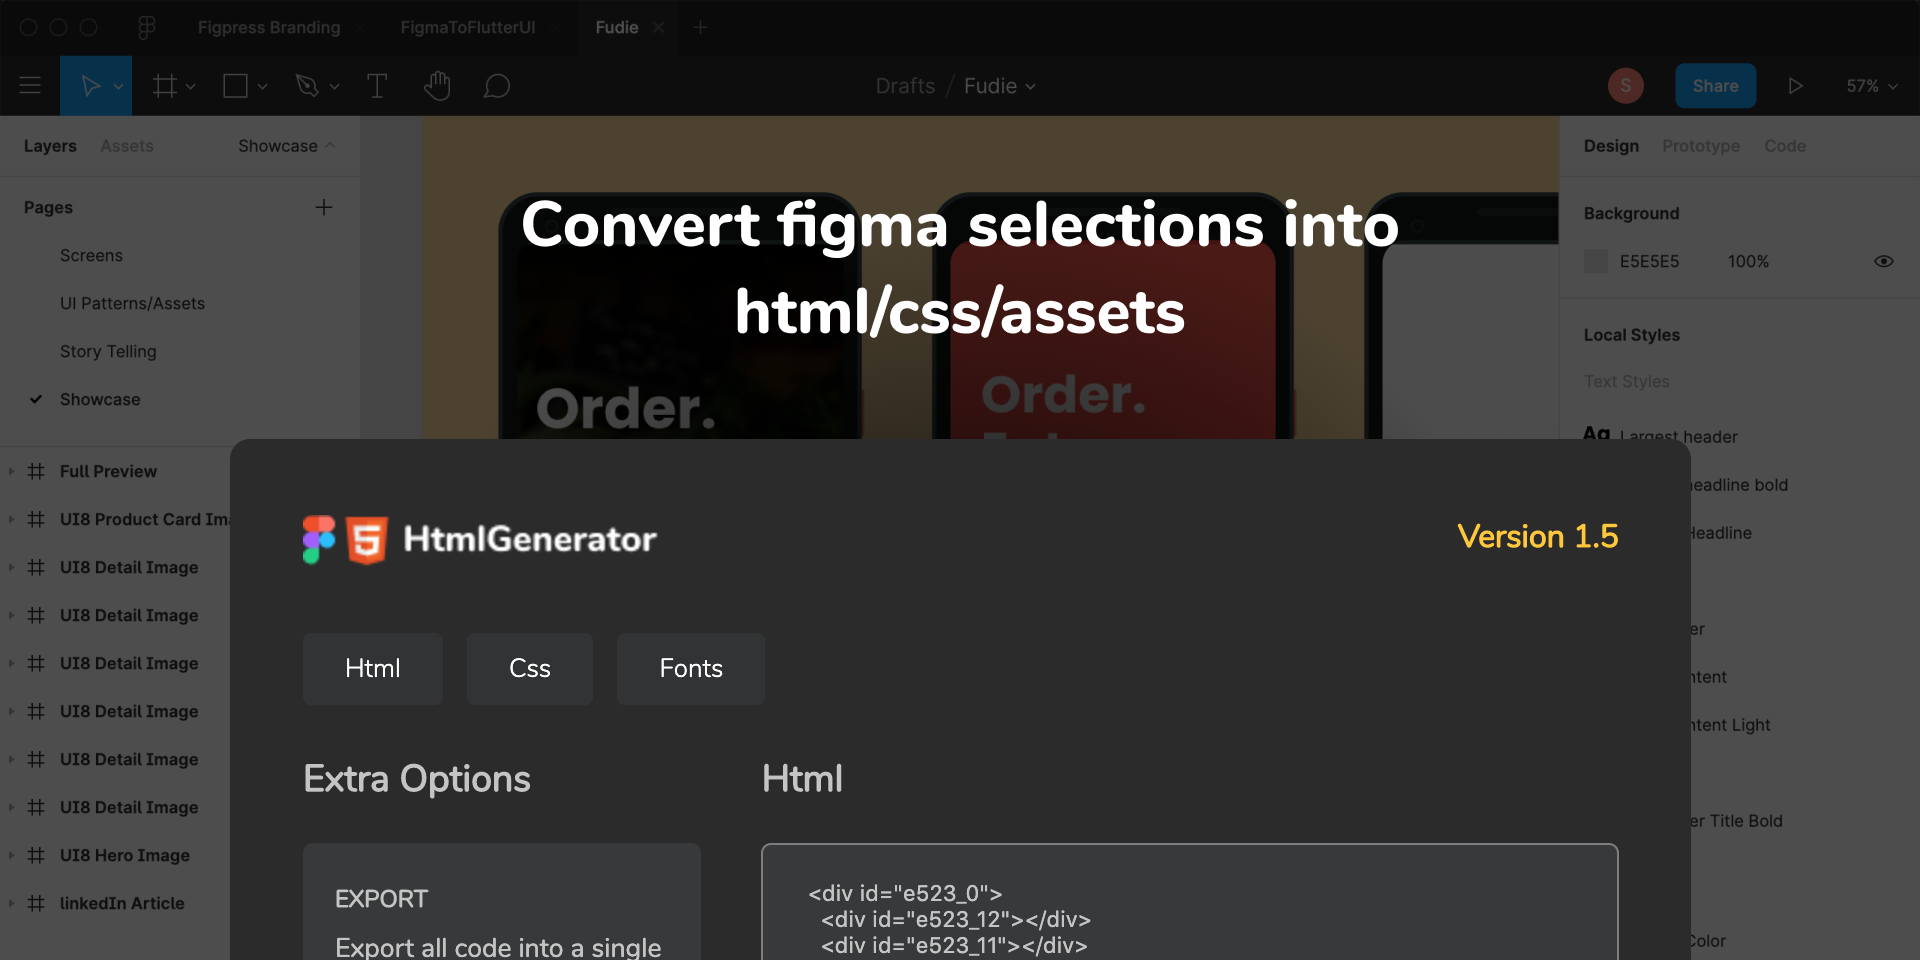 Figpress Branding
FigmaToFlutterUI
Fudie
Drafts / Fudie
S
Share
57%
Layers Assets Showcase
Pages
Screens
UI Patterns/Assets
Story Telling
Showcase
Full Preview
UI8 Product Card Ima
UI8 Detail Image
UI8 Detail Image
UI8 Detail Image
UI8 Detail Image
UI8 Detail Image
UI8 Detail Image
UI8 Hero Image
linkedIn Article
Convert figma selections into
html/css/assets
Order.
Order.
Design Prototype Code
Background
E5E5E5 100%
Local Styles
Text Styles
Ag Largest header
eadline bold
Headline
er
ntent
ntent Light
er Title Bold
Color
5 HtmlGenerator
Version 1.5
Html Css Fonts
Extra Options
EXPORT
Export all code into a single
Html
<div id="e523_0">
<div id="e523_12"></div>
<div id="e523_11"></div>